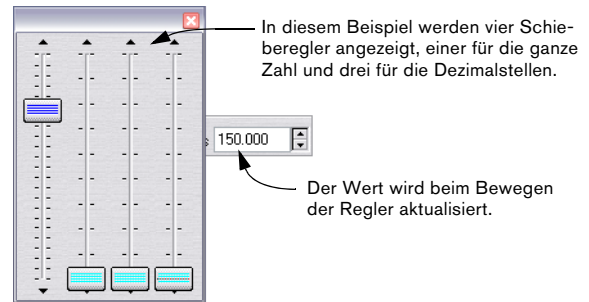 In diesem Beispiel werden vier Schie-
beregler angezeigt, einer für die ganze
Zahl und drei für die Dezimalstellen.
150.000
Der Wert wird beim Bewegen
der Regler aktualisiert.